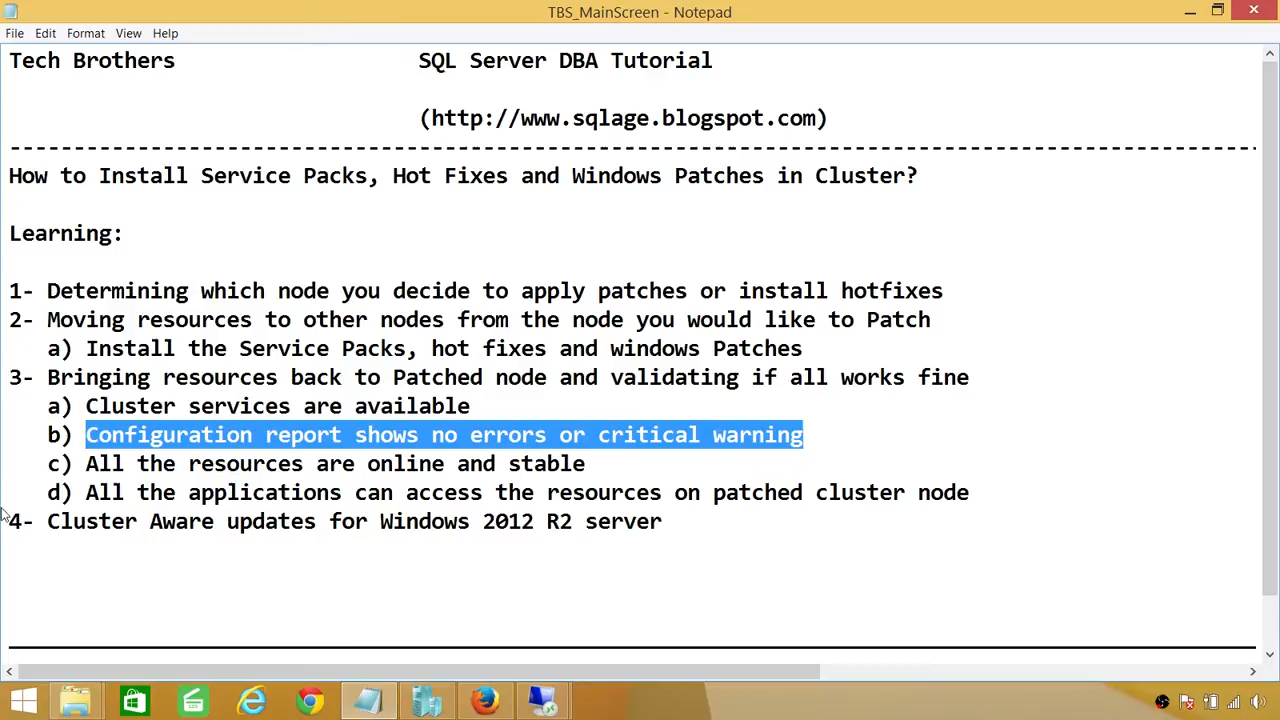 TBS_MainScreen - Notepad
File Edit Format View Help
Tech Brothers SQL Server DBA Tutorial
(http://www.sqlage.blogspot.com)
--------------------------------------------------------------------------------------------------
How to Install Service Packs, Hot Fixes and Windows Patches in Cluster?
Learning:
1- Determining which node you decide to apply patches or install hotfixes
2- Moving resources to other nodes from the node you would like to Patch
a) Install the Service Packs, hot fixes and windows Patches
3- Bringing resources back to Patched node and validating if all works fine
a) Cluster services are available
b) Configuration report shows no errors or critical warning
c) All the resources are online and stable
d) All the applications can access the resources on patched cluster node
4- Cluster Aware updates for Windows 2012 R2 server